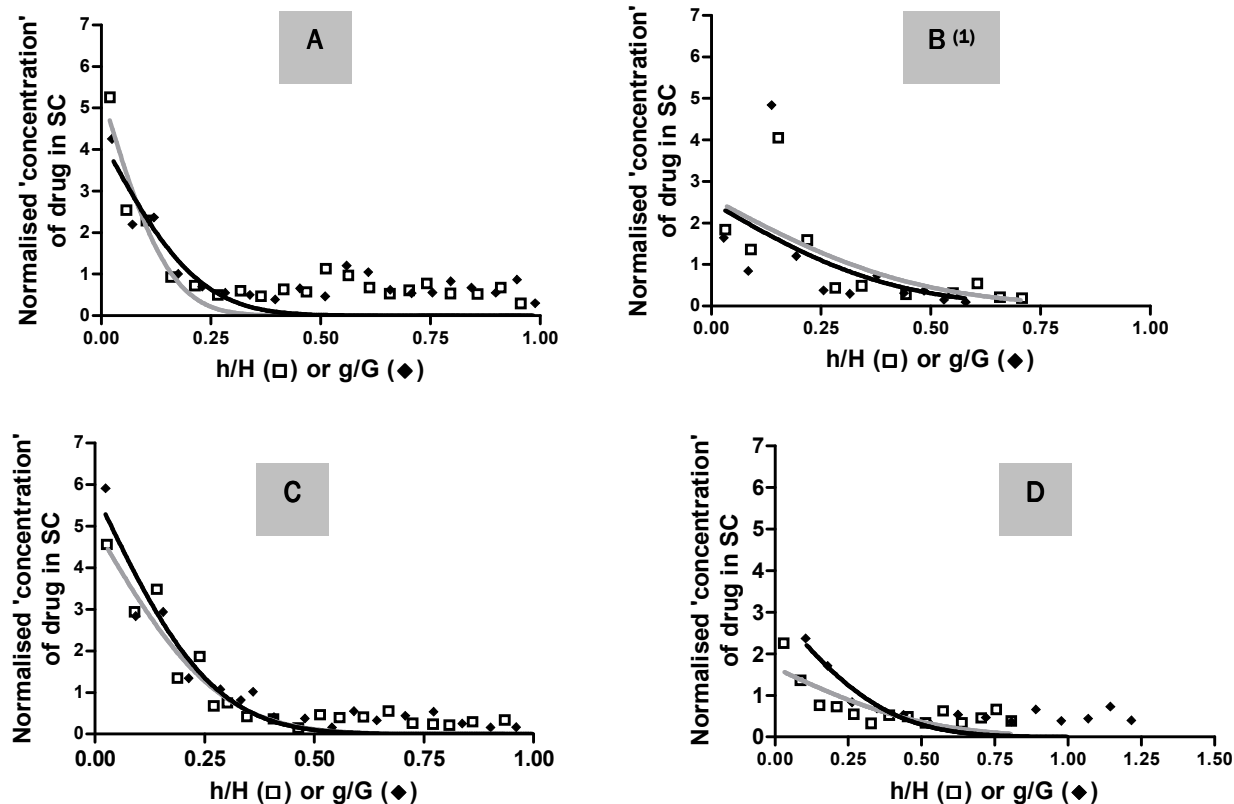 A
Normalised 'concentration'
of drug in SC
7
6
5
4
3
2
1
0
0.00 0.25 0.50 0.75 1.00
h/H (□) or g/G (◆)
B (1)
Normalised 'concentration'
of drug in SC
7
6
5
4
3
2
1
0
0.00 0.25 0.50 0.75 1.00
h/H (□) or g/G (◆)
C
Normalised 'concentration'
of drug in SC
7
6
5
4
3
2
1
0
0.00 0.25 0.50 0.75 1.00
h/H (□) or g/G (◆)
D
Normalised 'concentration'
of drug in SC
7
6
5
4
3
2
1
0
0.00 0.25 0.50 0.75 1.00 1.25 1.50
h/H (□) or g/G (◆)